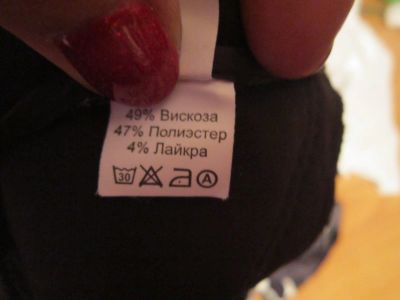 49% Вискоза
47% Полиэстер
4% Лайкра
30 A